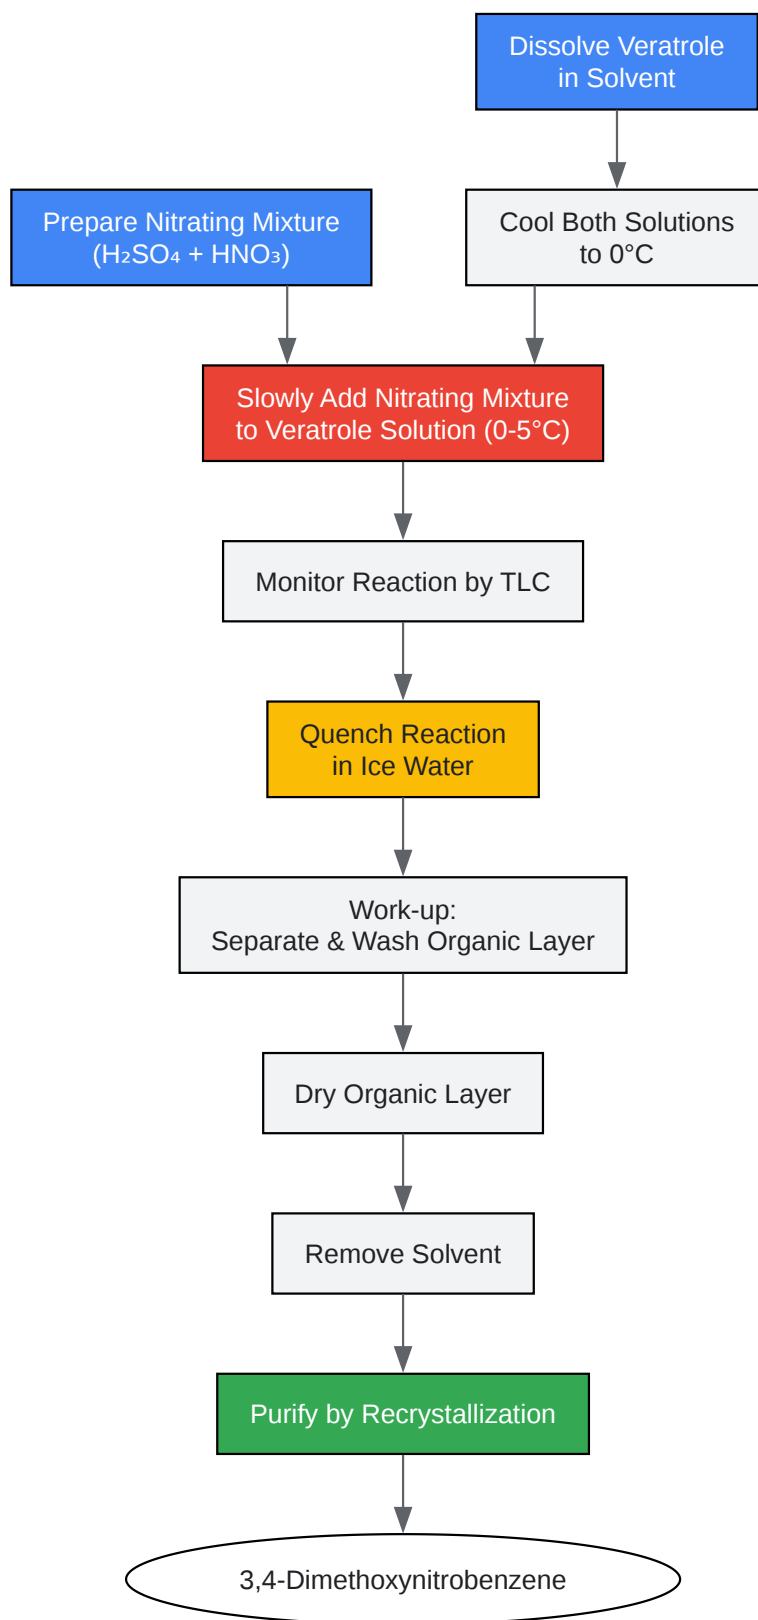 Dissolve Veratrole
in Solvent
Prepare Nitrating Mixture
(H₂SO₄ + HNO₃)
Cool Both Solutions
to 0°C
Slowly Add Nitrating Mixture
to Veratrole Solution (0-5°C)
Monitor Reaction by TLC
Quench Reaction
in Ice Water
Work-up:
Separate & Wash Organic Layer
Dry Organic Layer
Remove Solvent
Purify by Recrystallization
3,4-Dimethoxynitrobenzene